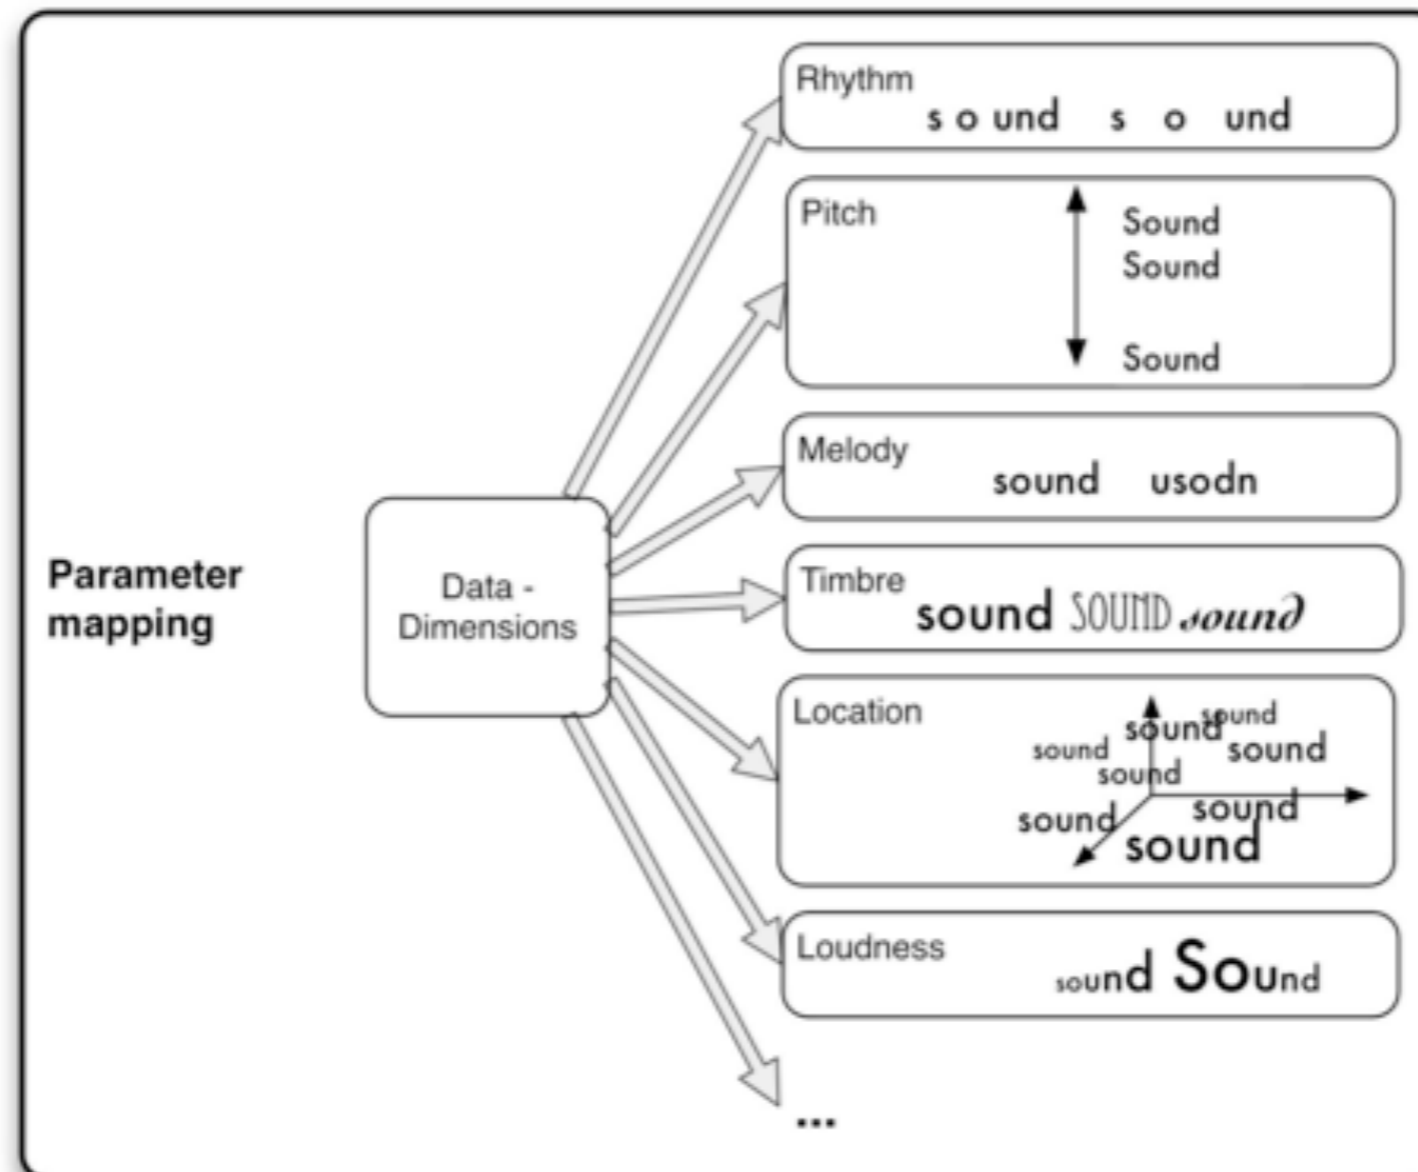 Rhythm
s o und s o und
Pitch
Sound
Sound
Sound
Melody
sound usodn
Parameter
mapping
Data -
Dimensions
Timbre
sound SOUND sound
Location
sound
sound
sound
sound
sound
sound
sound
sound
Loudness
sound Sound
...